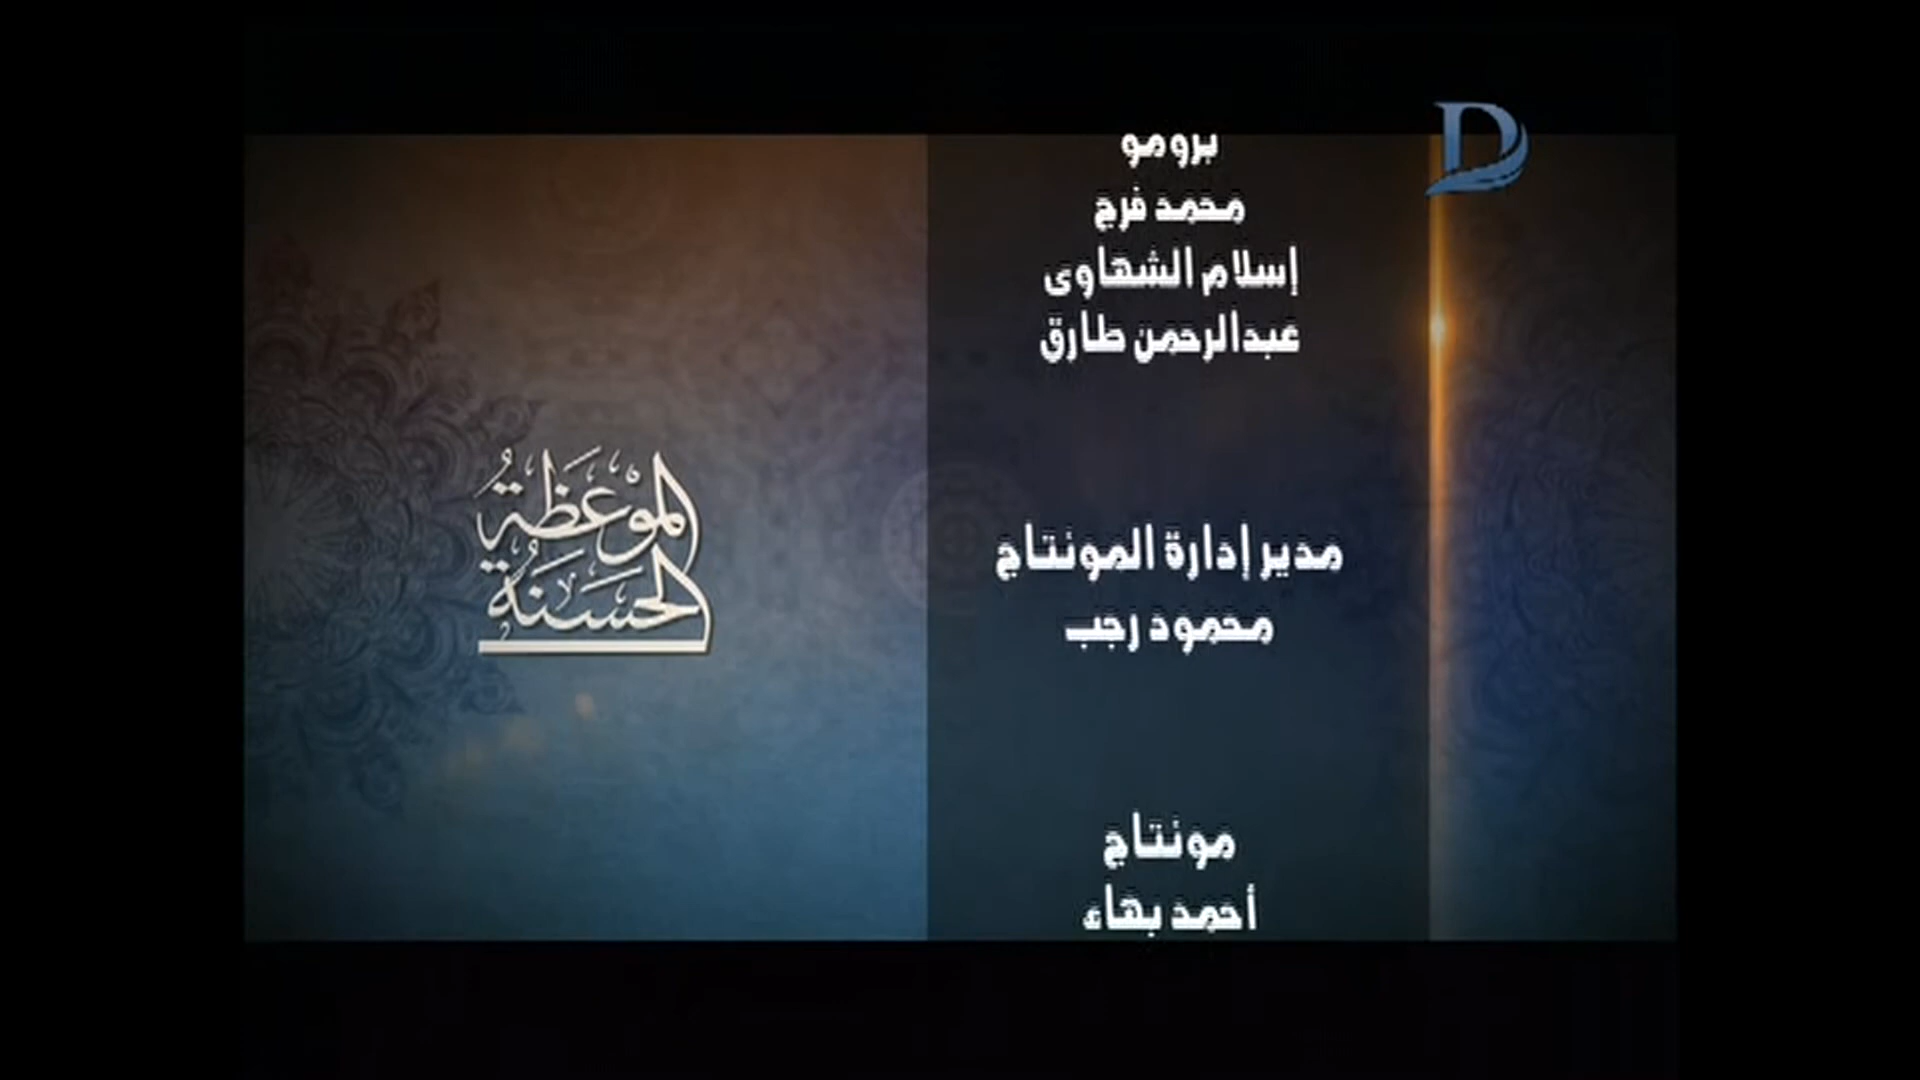 برومو
محمد فرج
إسلام الشهاوى
عبدالرحمن طارق
مدير إدارة المونتاج
محمود رجب
مونتاج
أحمد بهاء
الموعظة
الحسنة
D